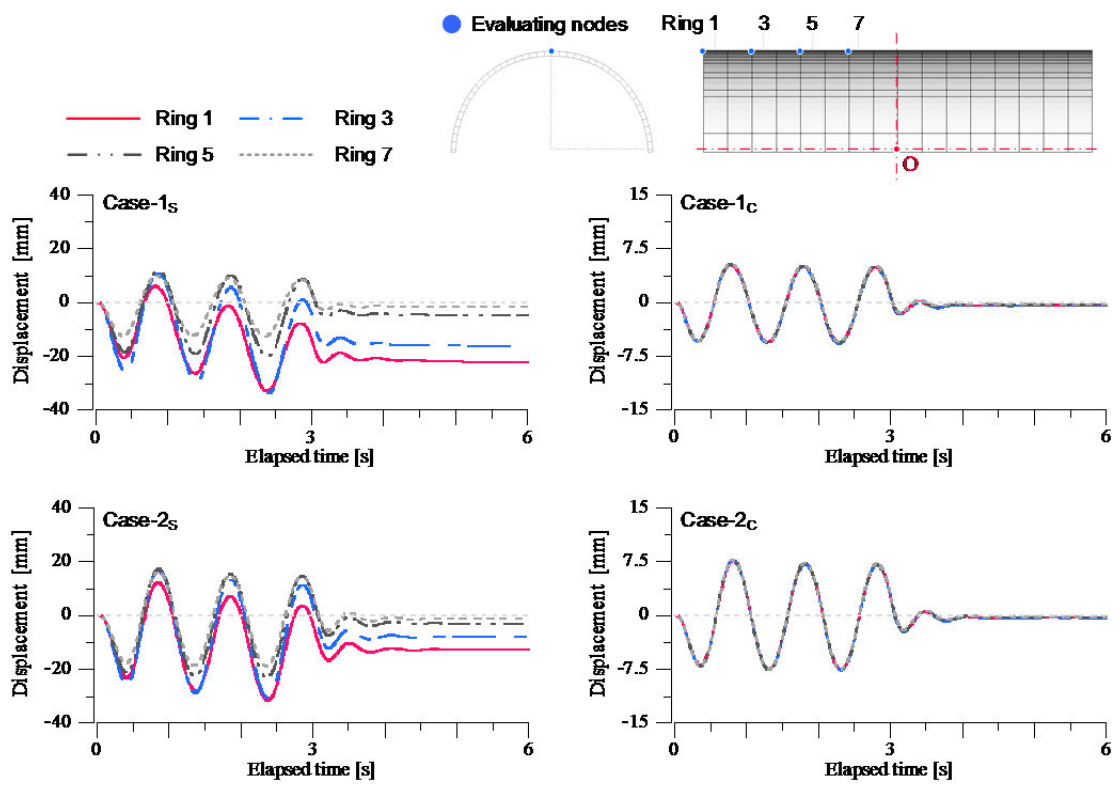 Evaluating nodes
Ring 1 3 5 7
Ring 1 Ring 3
Ring 5 Ring 7
O
Case-1S
Displacement [mm]
40
20
0
-20
-40
0 3 6
Elapsed time [s]
Case-1C
Displacement [mm]
15
7.5
0
-7.5
-15
0 3 6
Elapsed time [s]
Case-2S
Displacement [mm]
40
20
0
-20
-40
0 3 6
Elapsed time [s]
Case-2C
Displacement [mm]
15
7.5
0
-7.5
-15
0 3 6
Elapsed time [s]